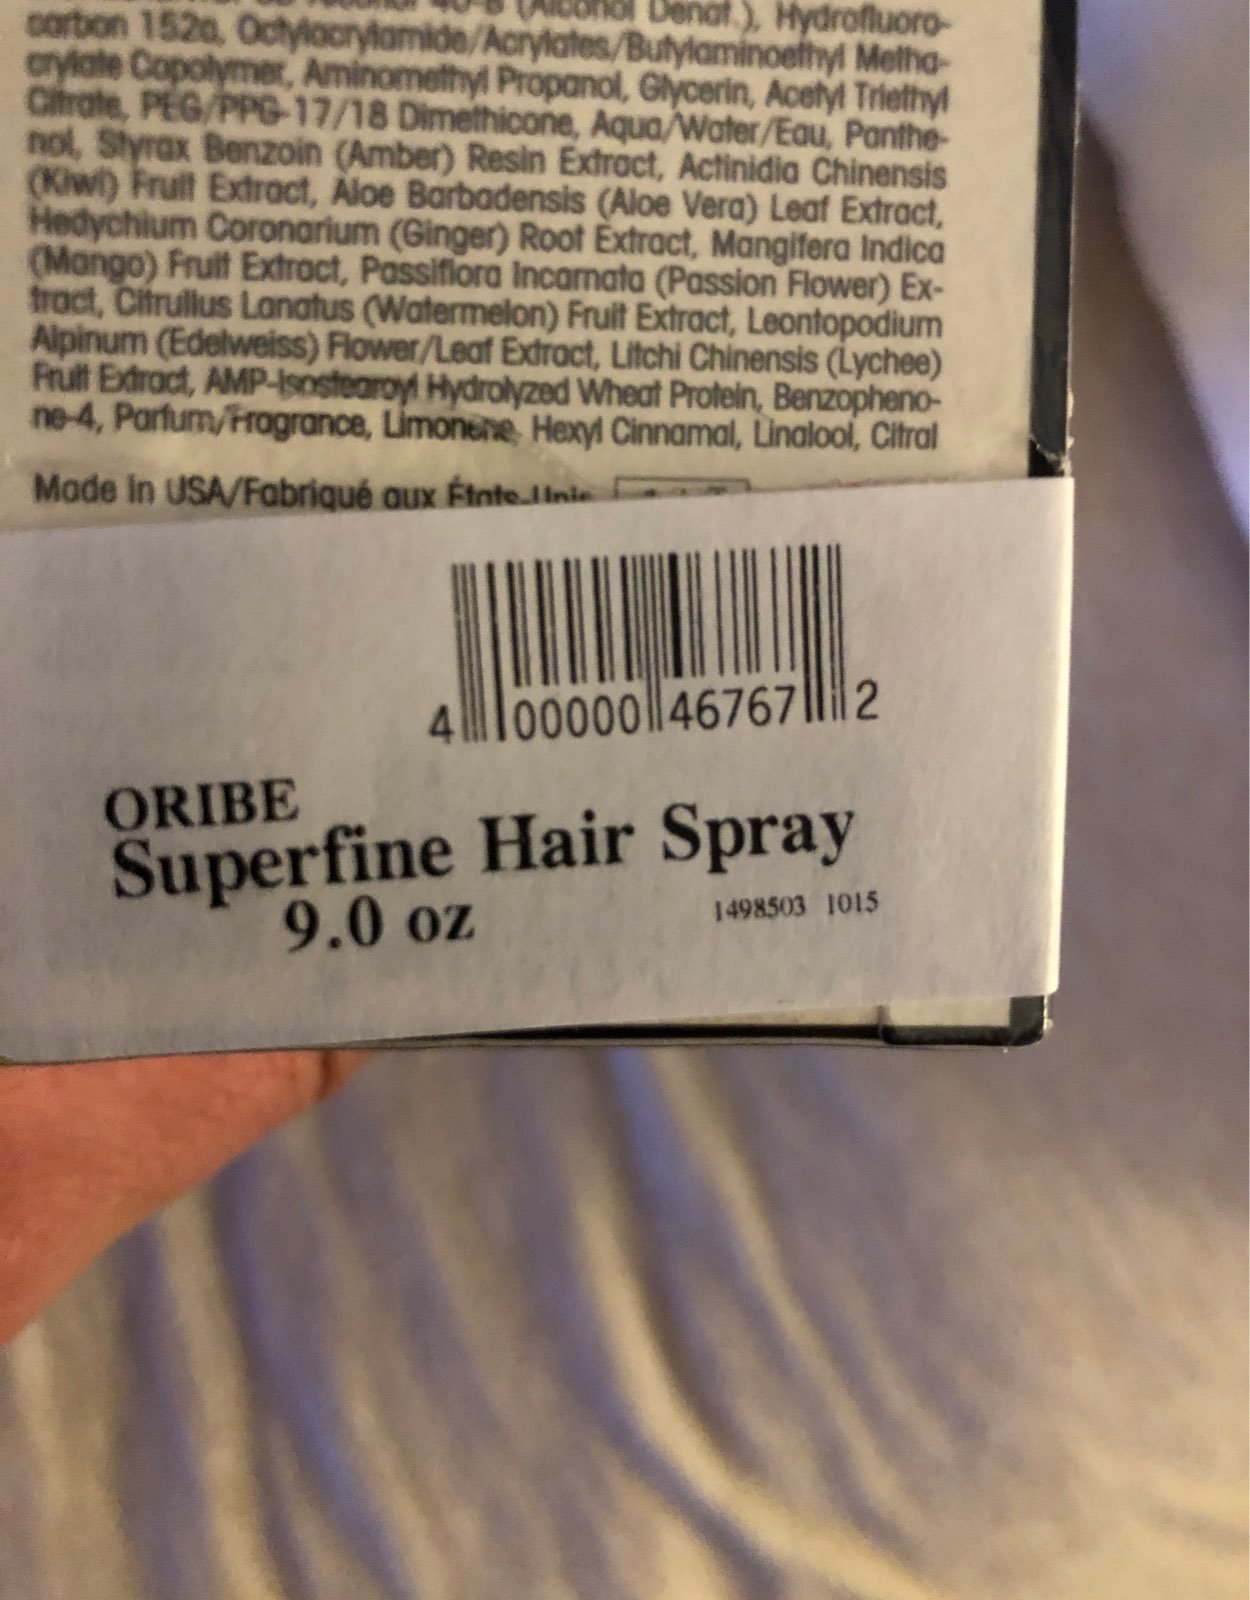 40-B (Alcohol Denat.), Hydrofluoro-
carbon 152a, Octylacrylamide/Acrylates/Butylaminoethyl Metha-
crylate Copolymer, Aminomethyl Propanol, Glycerin, Acetyl Triethyl
Citrate, PEG/PPG-17/18 Dimethicone, Aqua/Water/Eau, Panthe-
nol, Styrax Benzoin (Amber) Resin Extract, Actinidia Chinensis
(Kiwi) Fruit Extract, Aloe Barbadensis (Aloe Vera) Leaf Extract,
Hedychium Coronarium (Ginger) Root Extract, Mangifera Indica
(Mango) Fruit Extract, Passiflora Incarnata (Passion Flower) Ex-
tract, Citrullus Lanatus (Watermelon) Fruit Extract, Leontopodium
Alpinum (Edelweiss) Flower/Leaf Extract, Litchi Chinensis (Lychee)
Fruit Extract, AMP-Isostearoyl Hydrolyzed Wheat Protein, Benzopheno-
ne-4, Parfum/Fragrance, Limonene, Hexyl Cinnamal, Linalool, Citral
Made in USA/Fabriqué aux États-Unis
4 00000 46767 2
ORIBE
Superfine Hair Spray
9.0 oz
1498503 1015